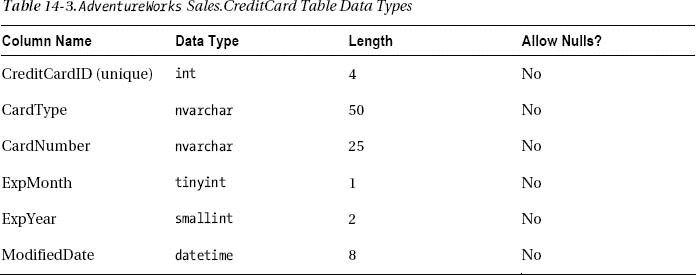 Table 14-3. AdventureWorks Sales.CreditCard Table Data Types
Column Name Data Type Length Allow Nulls?
CreditCardID (unique) int 4 No
CardType nvarchar 50 No
CardNumber nvarchar 25 No
ExpMonth tinyint 1 No
ExpYear smallint 2 No
ModifiedDate datetime 8 No